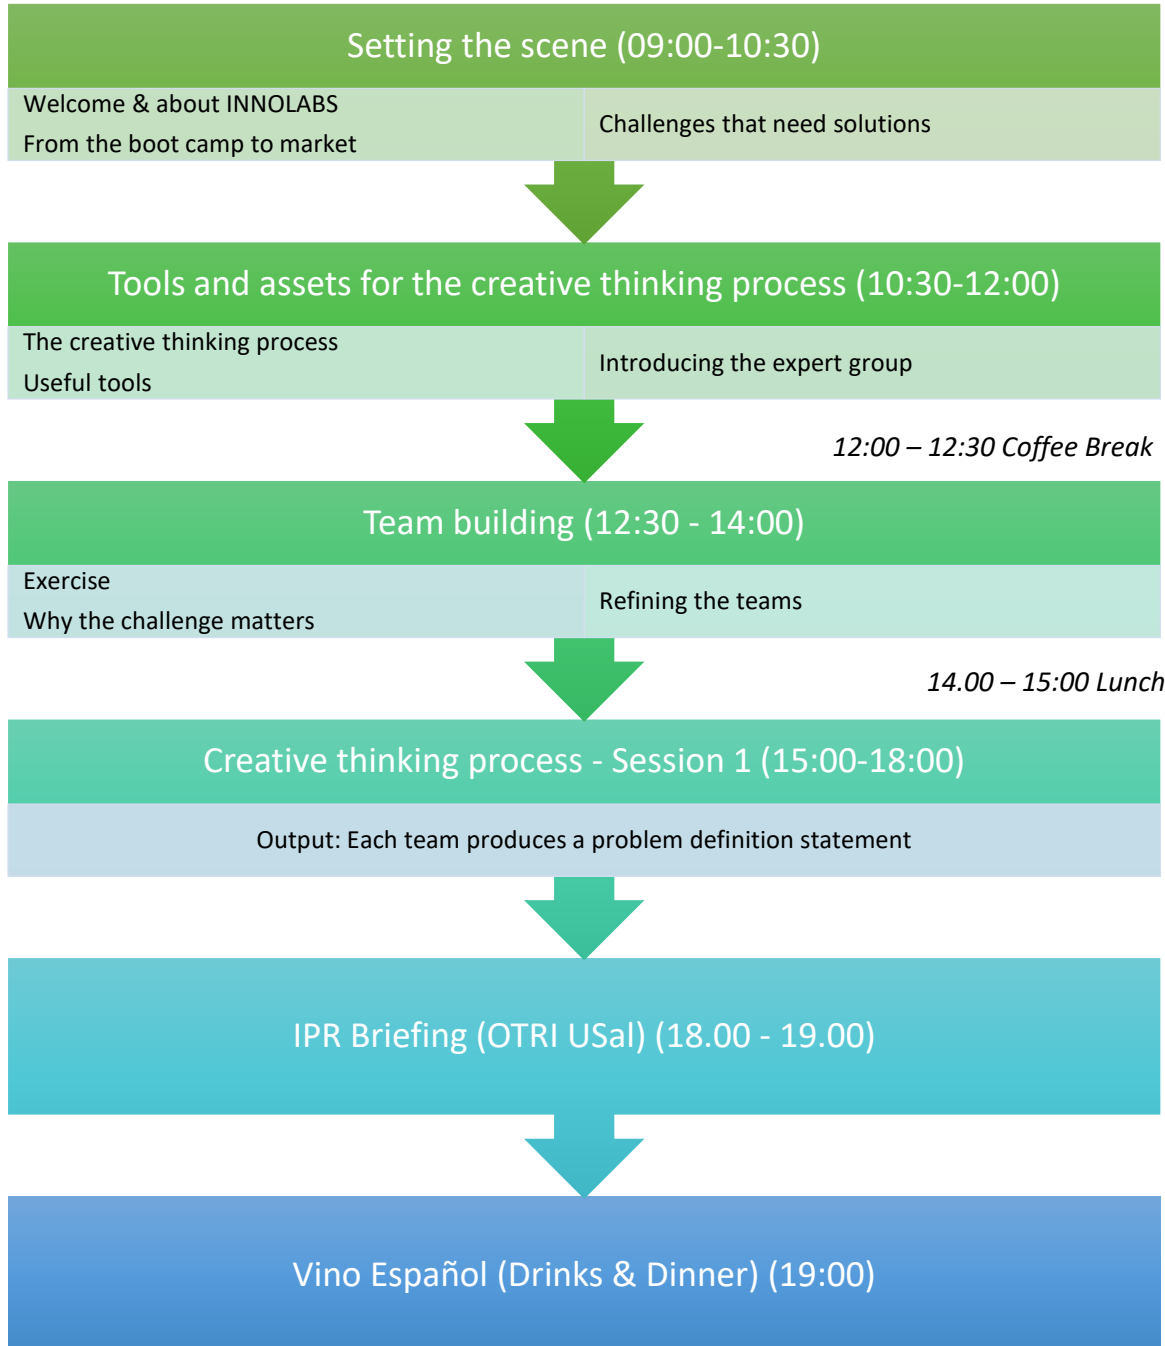 Setting the scene (09:00-10:30)
Welcome & about INNOLABS
From the boot camp to market
Challenges that need solutions
Tools and assets for the creative thinking process (10:30-12:00)
The creative thinking process
Useful tools
Introducing the expert group
12:00 – 12:30 Coffee Break
Team building (12:30 - 14:00)
Exercise
Why the challenge matters
Refining the teams
14.00 – 15:00 Lunch
Creative thinking process - Session 1 (15:00-18:00)
Output: Each team produces a problem definition statement
IPR Briefing (OTRI USal) (18.00 - 19.00)
Vino Español (Drinks & Dinner) (19:00)